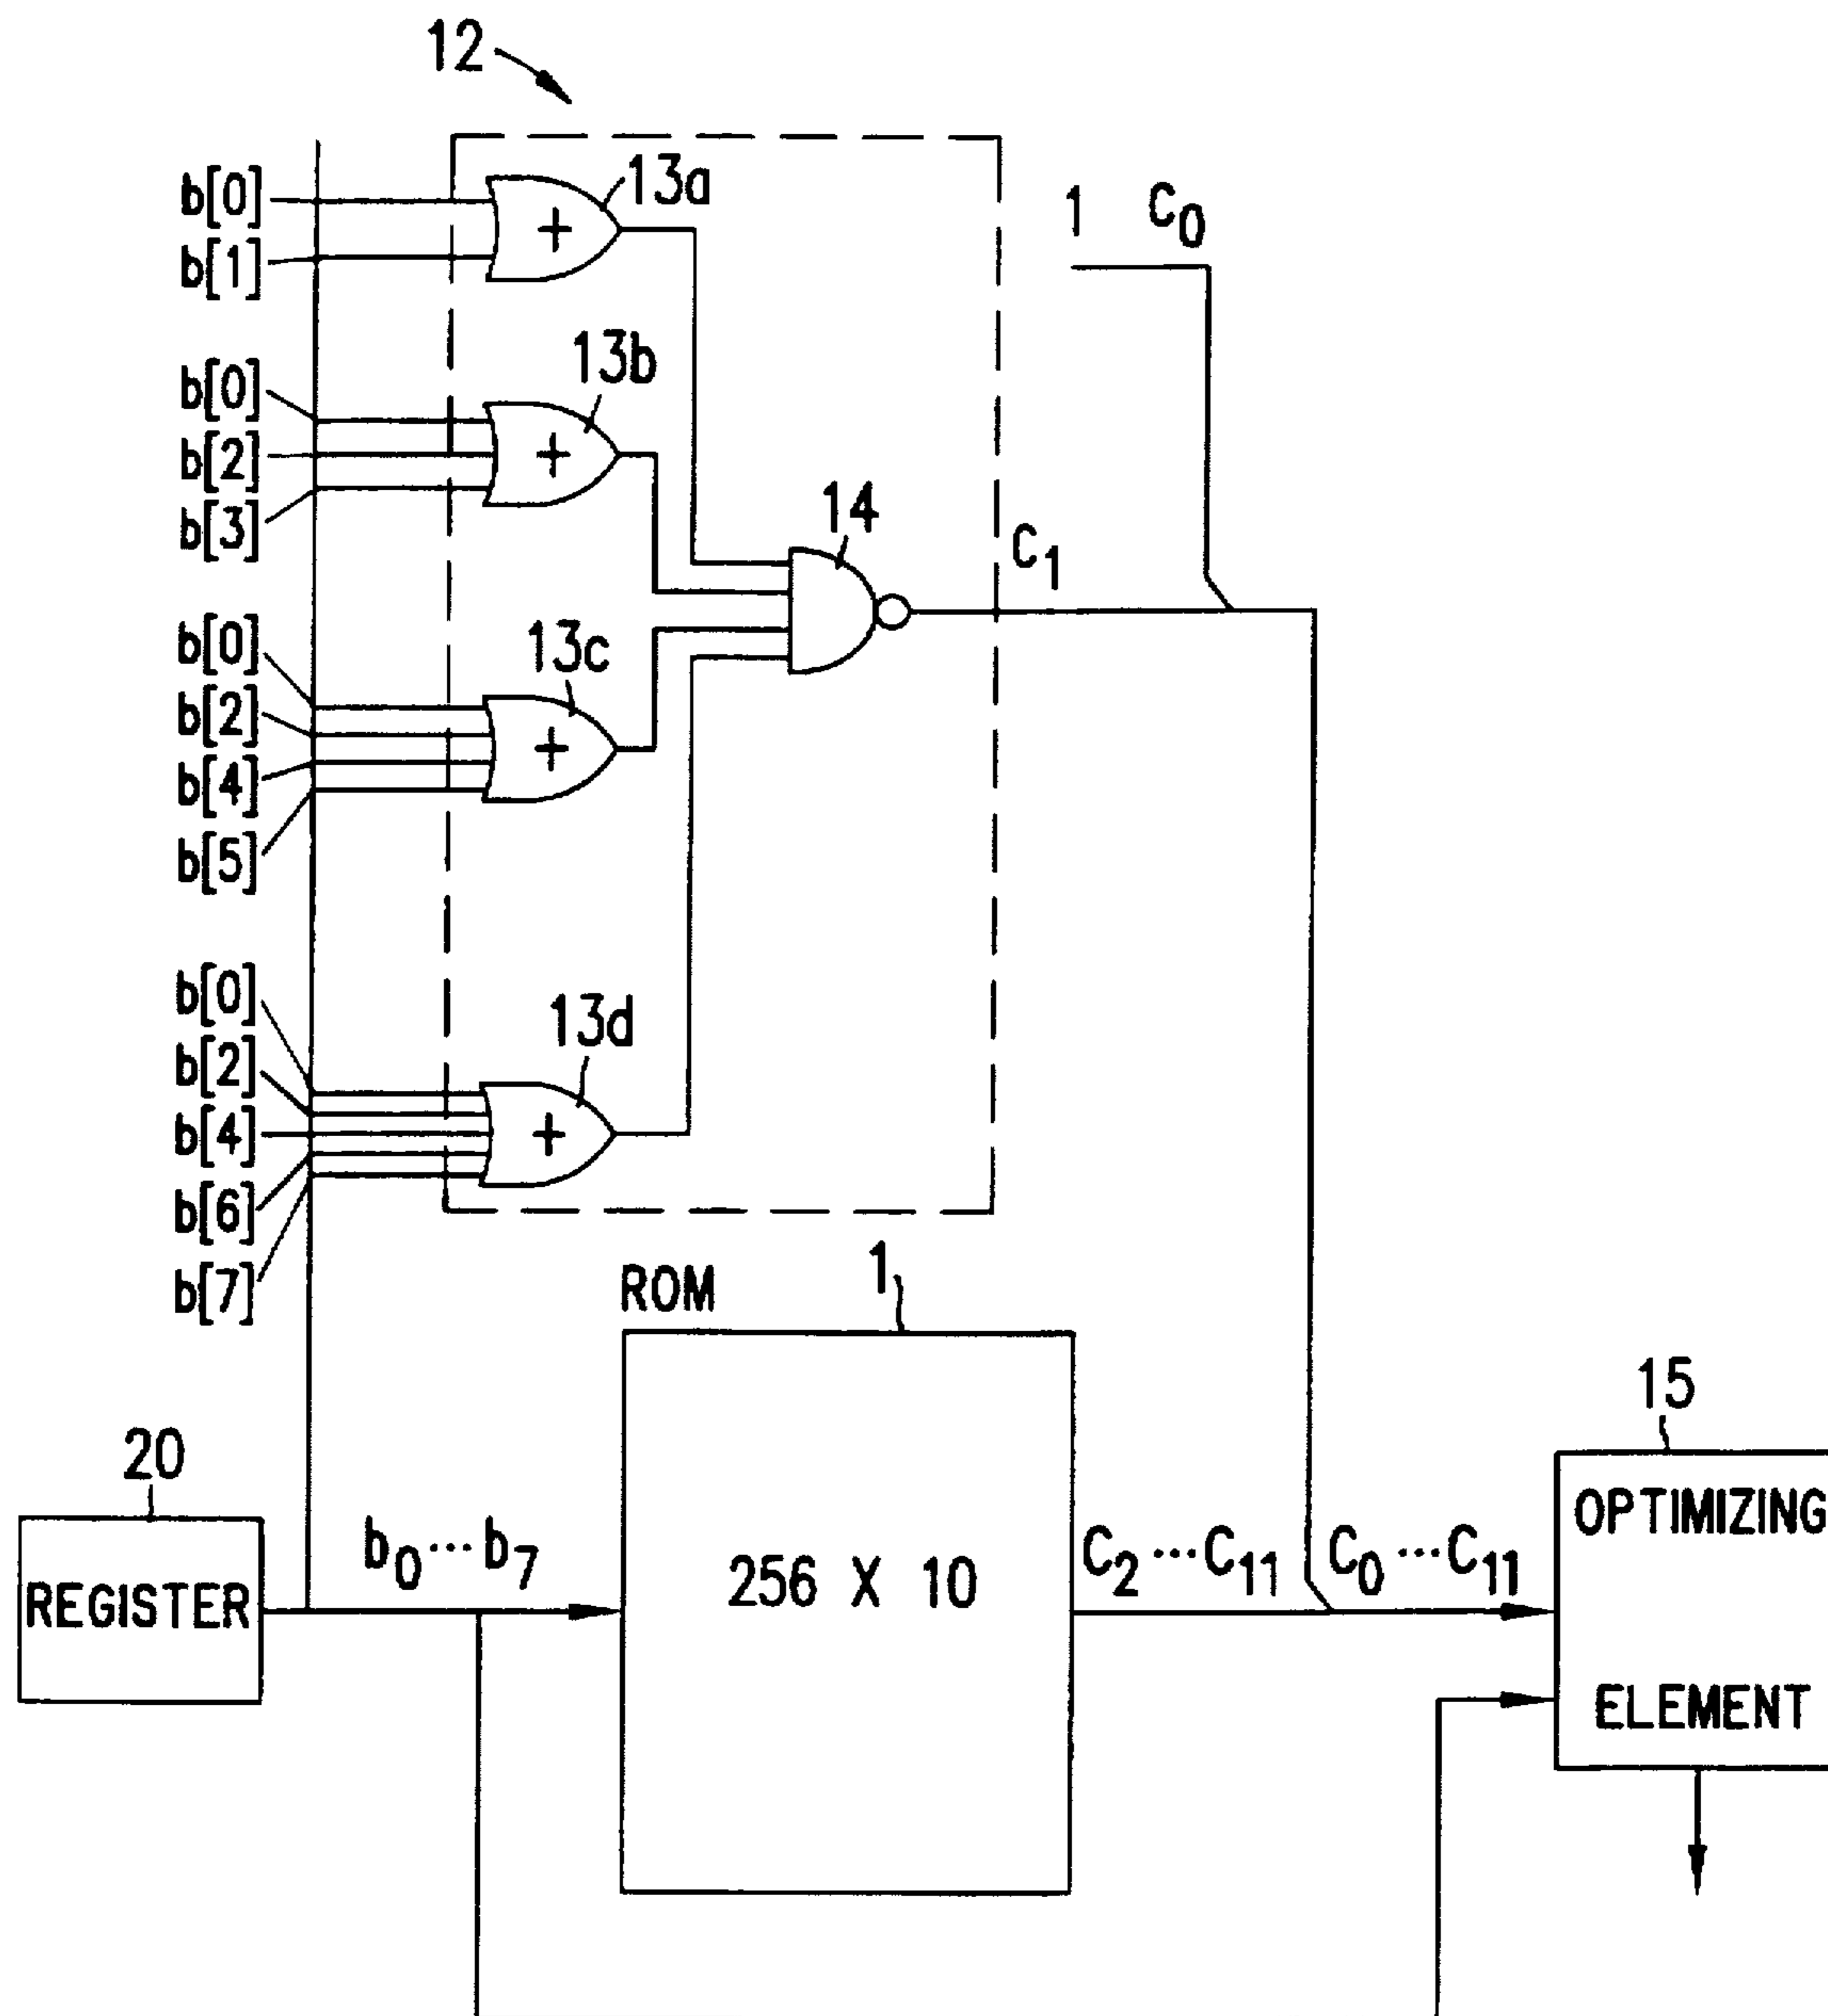 12
b[0]
b[1]
13a
1 C0
b[0]
b[2]
b[3]
13b
14
C1
b[0]
b[2]
b[4]
b[5]
13c
b[0]
b[2]
b[4]
b[6]
b[7]
13d
+
+
+
+
ROM
1
20
REGISTER
b0...b7
256 X 10
C2...C11
C0...C11
15
OPTIMIZING
ELEMENT